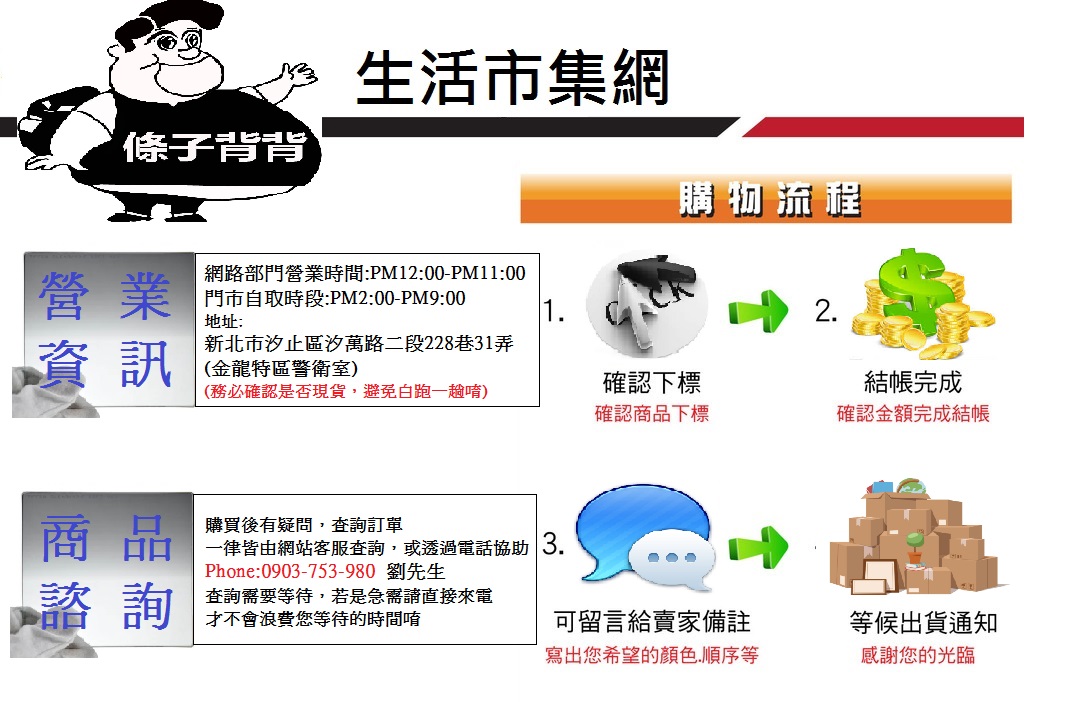 生活市集網
條子背背
購物流程
營業
資訊
網路部門營業時間:PM12:00-PM11:00
門市自取時段:PM2:00-PM9:00
地址:
新北市汐止區汐萬路二段228巷31弄
(金龍特區警衛室)
(務必確認是否現貨，避免白跑一趟唷)
1.
CLICK
確認下標
確認商品下標
2.
結帳完成
確認金額完成結帳
商品
諮詢
購買後有疑問，查詢訂單
一律皆由網站客服查詢，或透過電話協助
Phone:0903-753-980 劉先生
查詢需要等待，若是急需請直接來電
才不會浪費您等待的時間唷
3.
可留言給賣家備註
寫出您希望的顏色.順序等
等候出貨通知
感謝您的光臨